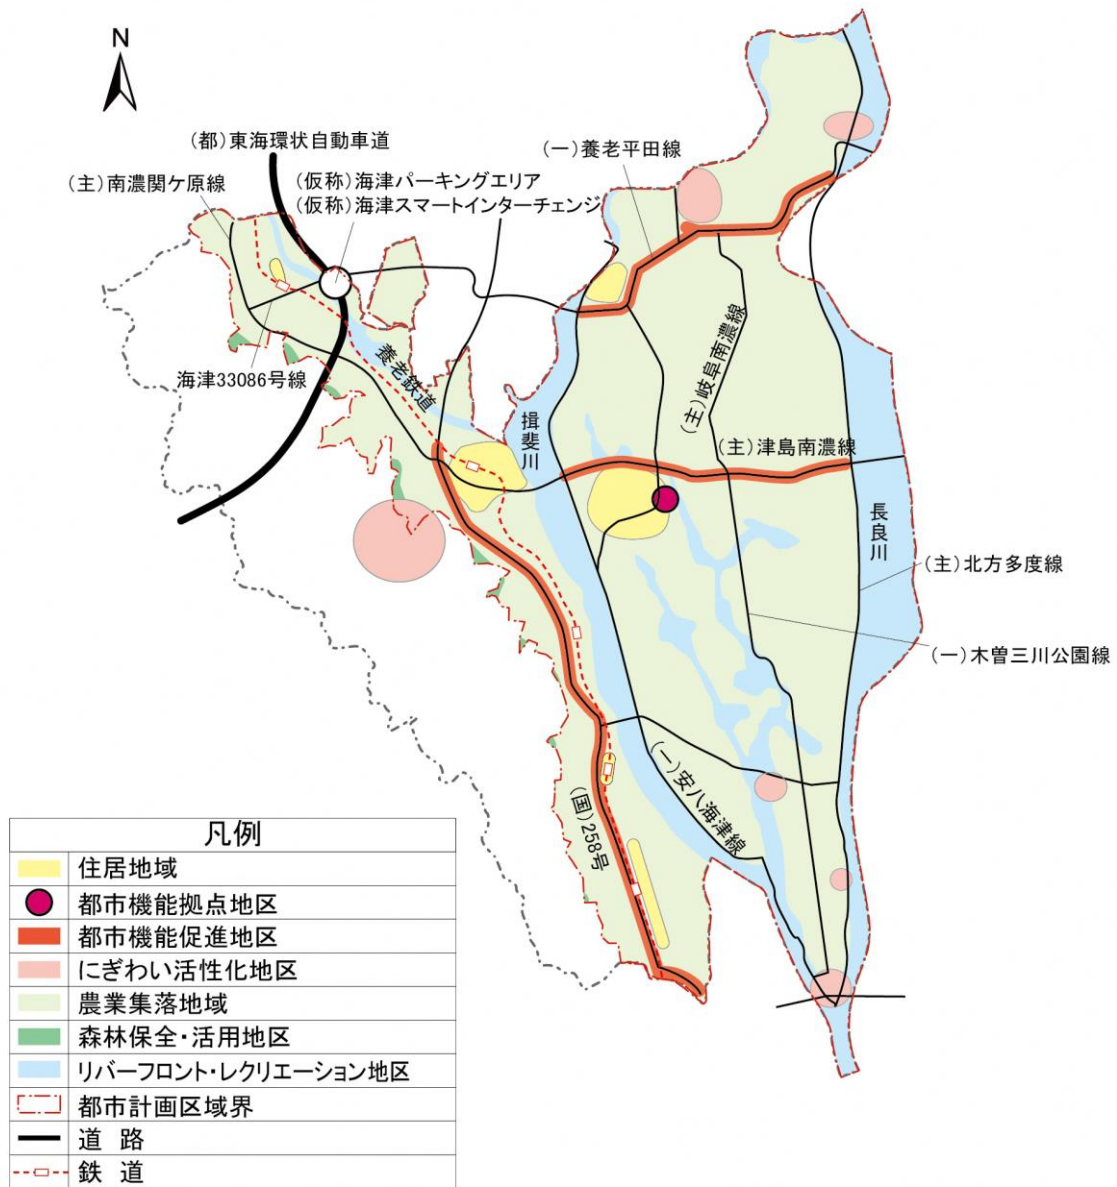 N
(都)東海環状自動車道
(一)養老平田線
(主)南濃関ケ原線
(仮称)海津パーキングエリア
(仮称)海津スマートインターチェンジ
海津33086号線
養老鉄道
揖斐川
(主)岐阜南濃線
(主)津島南濃線
長良川
(主)北方多度線
(一)木曽三川公園線
(一)安八海津線
(国)258号
凡例
住居地域
都市機能拠点地区
都市機能促進地区
にぎわい活性化地区
農業集落地域
森林保全・活用地区
リバーフロント・レクリエーション地区
都市計画区域界
道 路
鉄 道